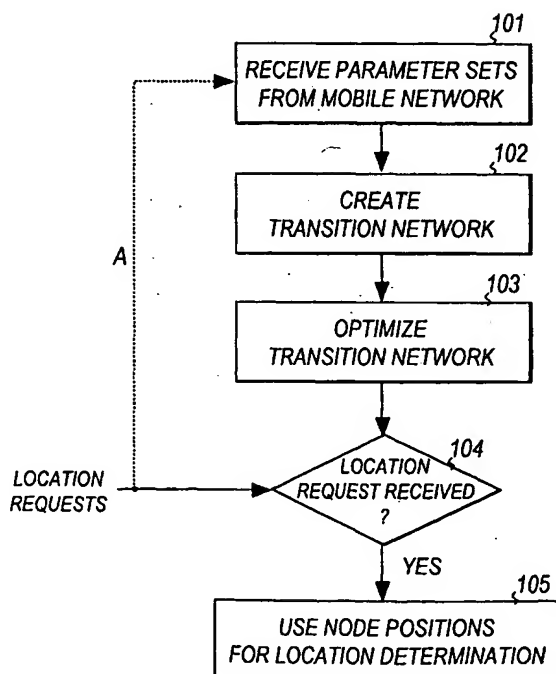 101
RECEIVE PARAMETER SETS
FROM MOBILE NETWORK
102
CREATE
TRANSITION NETWORK
A
103
OPTIMIZE
TRANSITION NETWORK
104
LOCATION
REQUEST RECEIVED
?
LOCATION
REQUESTS
YES
105
USE NODE POSITIONS
FOR LOCATION DETERMINATION